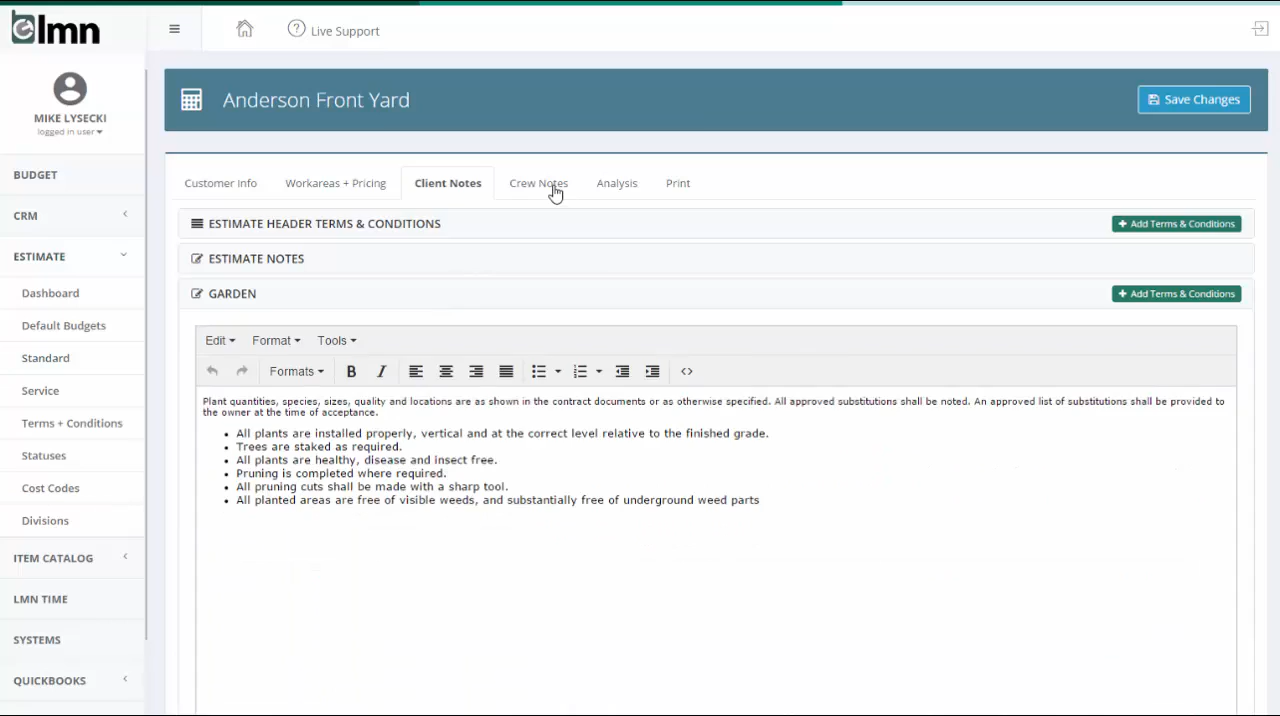 lmn
Live Support
MIKE LYSECKI
logged in user
Anderson Front Yard
Save Changes
BUDGET
CRM
ESTIMATE
Dashboard
Default Budgets
Standard
Service
Terms + Conditions
Statuses
Cost Codes
Divisions
ITEM CATALOG
LMN TIME
SYSTEMS
QUICKBOOKS
Customer Info
Workareas + Pricing
Client Notes
Crew Notes
Analysis
Print
ESTIMATE HEADER TERMS & CONDITIONS
+ Add Terms & Conditions
ESTIMATE NOTES
GARDEN
+ Add Terms & Conditions
Edit
Format
Tools
Formats
B
I
Plant quantities, species, sizes, quality and locations are as shown in the contract documents or as otherwise specified. All approved substitutions shall be noted. An approved list of substitutions shall be provided to
the owner at the time of acceptance.
• All plants are installed properly, vertical and at the correct level relative to the finished grade.
• Trees are staked as required.
• All plants are healthy, disease and insect free.
• Pruning is completed where required.
• All pruning cuts shall be made with a sharp tool.
• All planted areas are free of visible weeds, and substantially free of underground weed parts